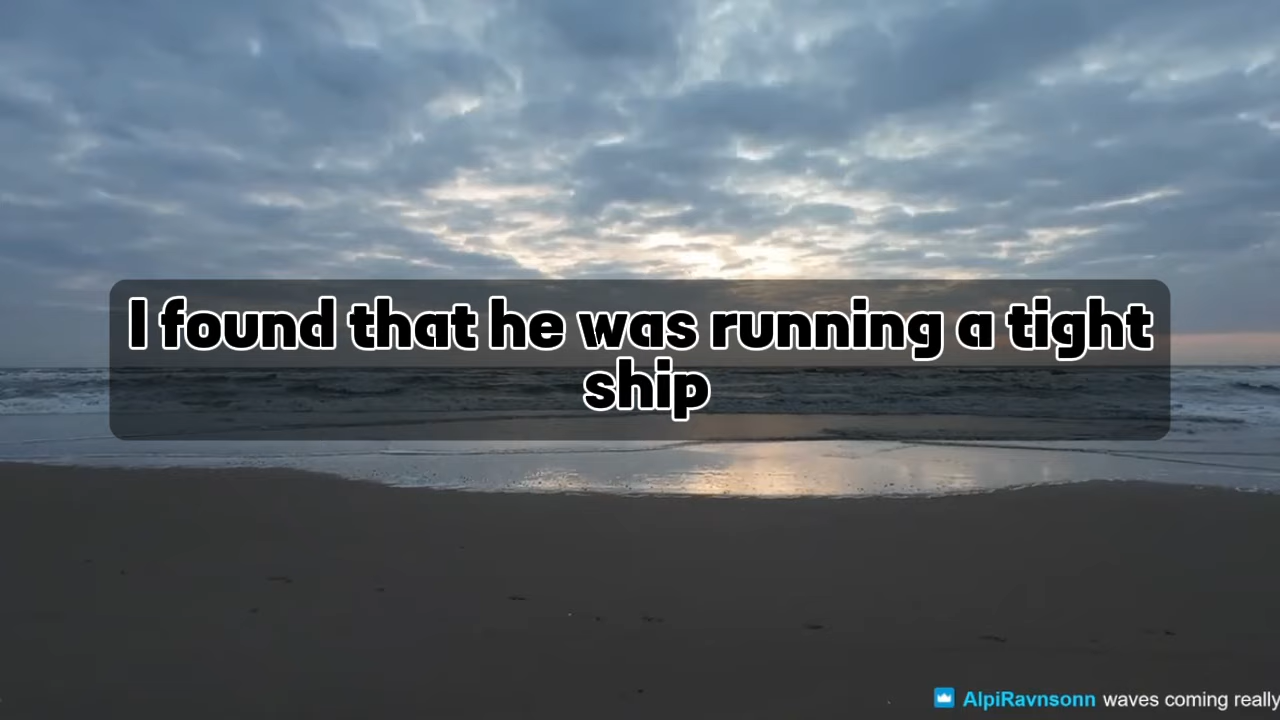 I found that he was running a tight
ship
AlpiRavnsonn waves coming really